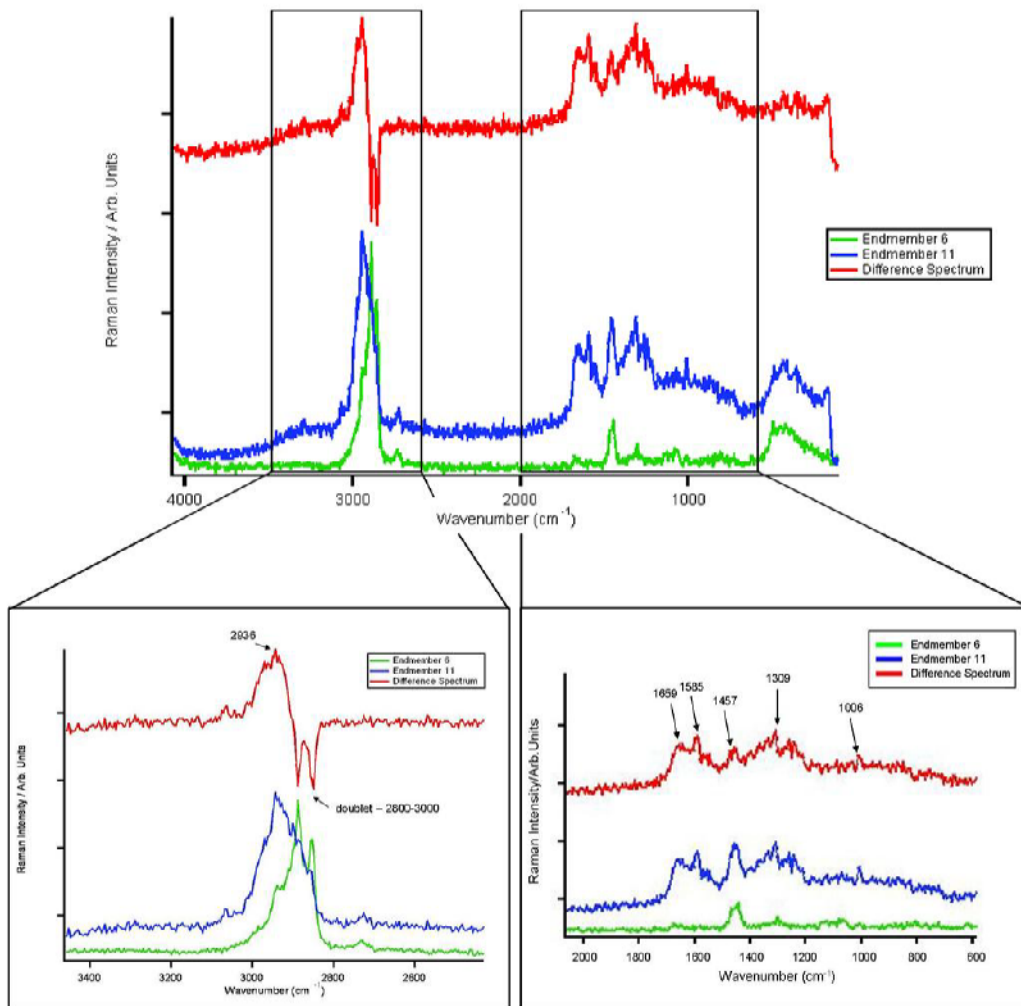 Raman Intensity / Arb. Units
Endmember 6
Endmember 11
Difference Spectrum
4000
3000
2000
1000
Wavenumber (cm⁻¹)
2936
Endmember 6
Endmember 11
Difference Spectrum
doublet – 2800-3000
Raman Intensity / Arb. Units
3400
3200
3000
2800
2600
Wavenumber (cm⁻¹)
Endmember 6
Endmember 11
Difference Spectrum
1659
1585
1457
1309
1006
Raman Intensity/Arb.Units
2000
1800
1600
1400
1200
1000
800
600
Wavenumber (cm⁻¹)